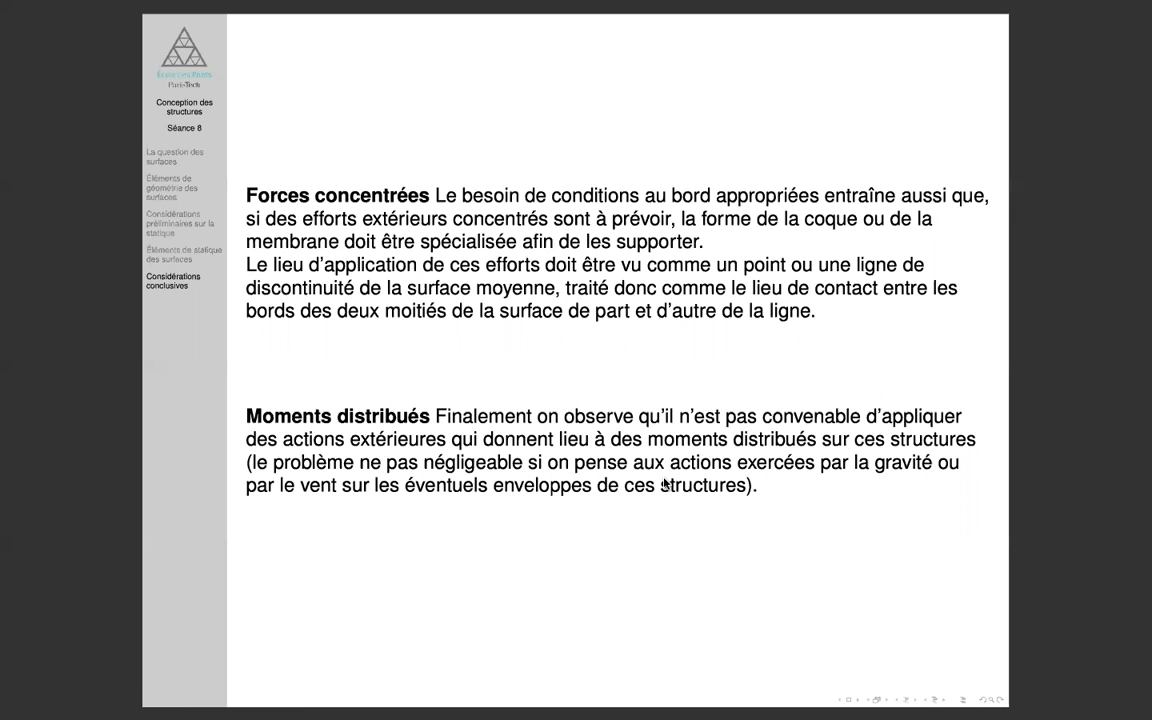 École des Ponts
ParisTech
Conception des
structures
Séance 8
La question des
surfaces
Éléments de
géométrie des
surfaces
Considérations
préliminaires sur la
statique
Éléments de statique
des surfaces
Considérations
conclusives
Forces concentrées Le besoin de conditions au bord appropriées entraîne aussi que,
si des efforts extérieurs concentrés sont à prévoir, la forme de la coque ou de la
membrane doit être spécialisée afin de les supporter.
Le lieu d'application de ces efforts doit être vu comme un point ou une ligne de
discontinuité de la surface moyenne, traité donc comme le lieu de contact entre les
bords des deux moitiés de la surface de part et d'autre de la ligne.
Moments distribués Finalement on observe qu'il n'est pas convenable d'appliquer
des actions extérieures qui donnent lieu à des moments distribués sur ces structures
(le problème ne pas négligeable si on pense aux actions exercées par la gravité ou
par le vent sur les éventuels enveloppes de ces structures).